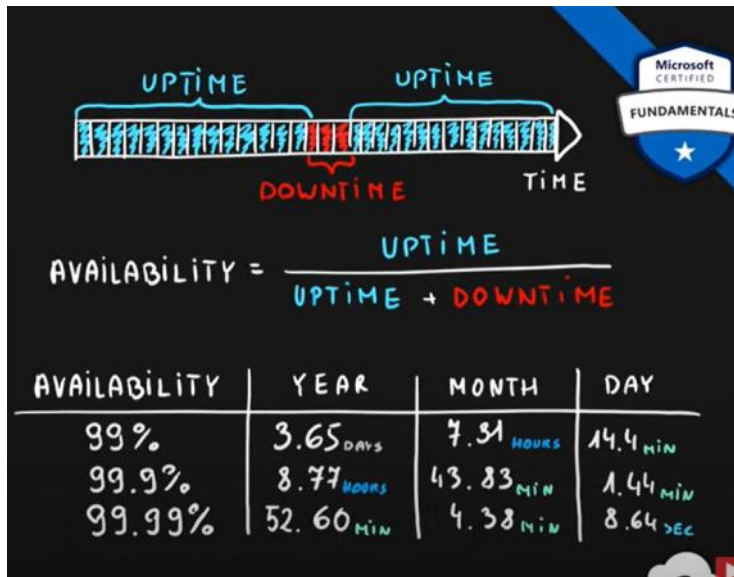 UPTiME UPTiME
Microsoft
CERTIFIED
FUNDAMENTALS
DOWNTiME
TiME
AVAiLABiLiTY = UPTiME
UPTiME + DOWNTiME
AVAiLABiLiTY YEAR MONTH DAY
99% 3.65 DAYS 7.31 HOURS 14.4 MiN
99.9% 8.77 HOURS 43.83 MiN 1.44 MiN
99.99% 52.60 MiN 4.38 MiN 8.64 SEC